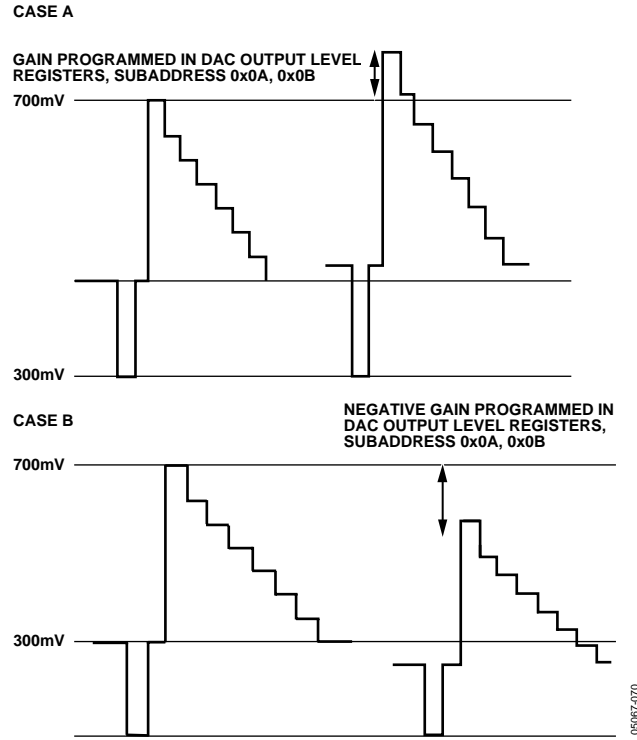 CASE A
GAIN PROGRAMMED IN DAC OUTPUT LEVEL
REGISTERS, SUBADDRESS 0x0A, 0x0B
700mV
300mV
CASE B
NEGATIVE GAIN PROGRAMMED IN
DAC OUTPUT LEVEL REGISTERS,
SUBADDRESS 0x0A, 0x0B
700mV
300mV
05067-070